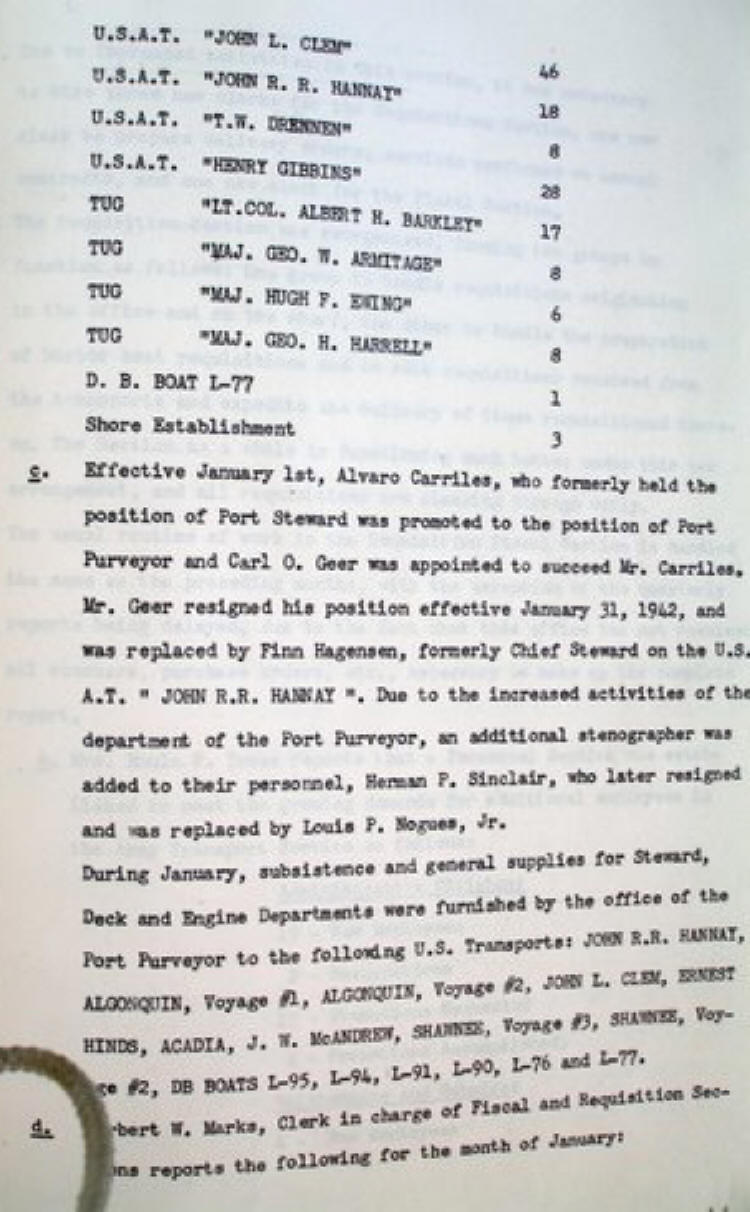 U.S.A.T. "JOHN L. CLEM" 46
U.S.A.T. "JOHN R. R. HANNAY" 18
U.S.A.T. "T.W. DRENNEN" 8
U.S.A.T. "HENRY GIBBINS" 28
TUG "LT.COL. ALBERT H. BARKLEY" 17
TUG "MAJ. GEO. W. ARMITAGE" 8
TUG "MAJ. HUGH F. EWING" 6
TUG "MAJ. GEO. H. HARRELL" 8
D. B. BOAT L-77 1
Shore Establishment 3
c. Effective January 1st, Alvaro Carriles, who formerly held the
position of Port Steward was promoted to the position of Port
Purveyor and Carl O. Geer was appointed to succeed Mr. Carriles.
Mr. Geer resigned his position effective January 31, 1942, and
was replaced by Finn Hagensen, formerly Chief Steward on the U.S.
A.T. " JOHN R.R. HANNAY ". Due to the increased activities of the
department of the Port Purveyor, an additional stenographer was
added to their personnel, Herman P. Sinclair, who later resigned
and was replaced by Louis P. Nogues, Jr.
During January, subsistence and general supplies for Steward,
Deck and Engine Departments were furnished by the office of the
Port Purveyor to the following U.S. Transports: JOHN R.R. HANNAY,
ALGONQUIN, Voyage #1, ALGONQUIN, Voyage #2, JOHN L. CLEM, ERNEST
HINDS, ACADIA, J. W. McANDREW, SHAWNEE, Voyage #3, SHAWNEE, Voy-
ge #2, DB BOATS L-95, L-94, L-91, L-90, L-76 and L-77.
d. rbert W. Marks, Clerk in charge of Fiscal and Requisition Sec-
ons reports the following for the month of January: